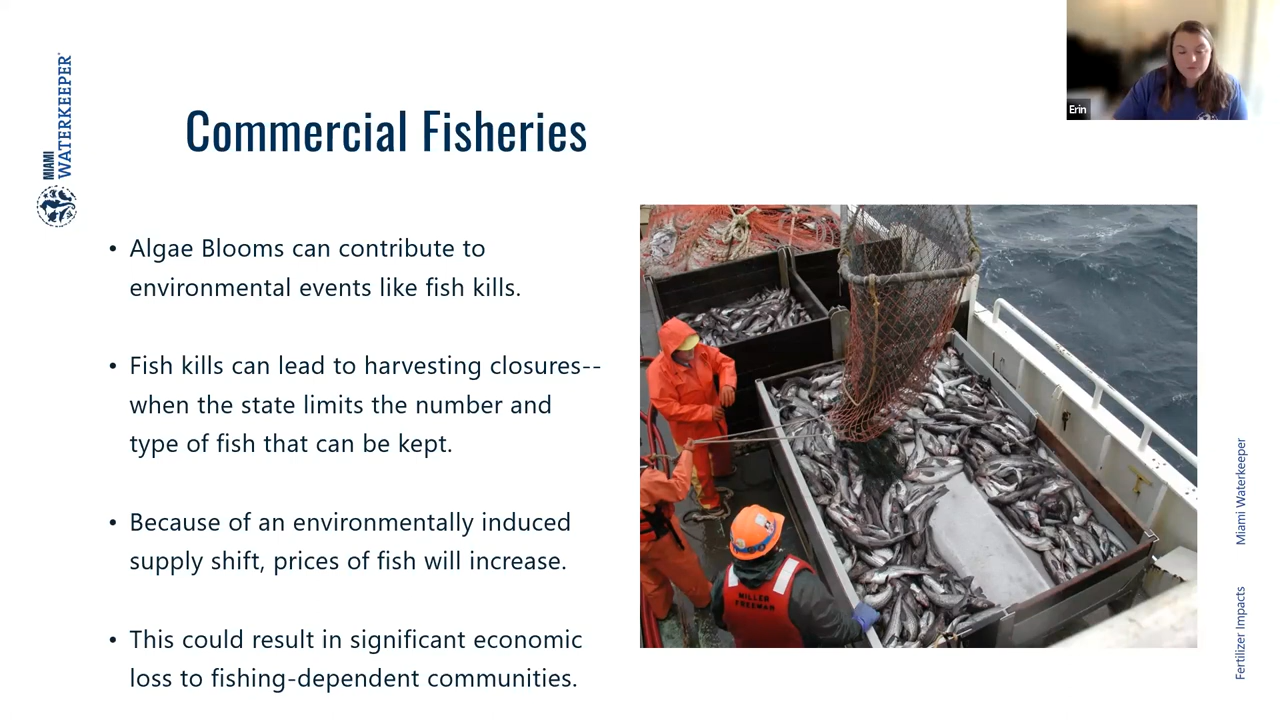 MIAMI
WATERKEEPER
Erin
Commercial Fisheries
• Algae Blooms can contribute to
environmental events like fish kills.
• Fish kills can lead to harvesting closures--
when the state limits the number and
type of fish that can be kept.
• Because of an environmentally induced
supply shift, prices of fish will increase.
• This could result in significant economic
loss to fishing-dependent communities.
MILLER
FREEMAN
Fertilizer Impacts
Miami Waterkeeper